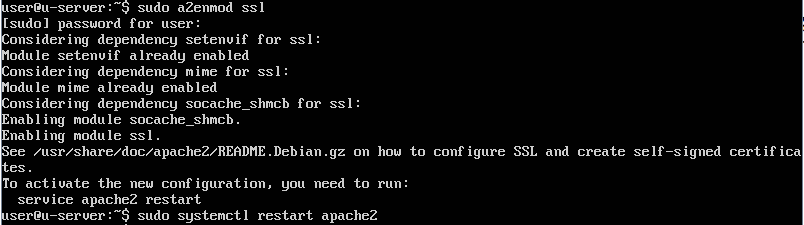 user@u-server:~$ sudo a2enmod ssl
[sudo] password for user:
Considering dependency setenvif for ssl:
Module setenvif already enabled
Considering dependency mime for ssl:
Module mime already enabled
Considering dependency socache_shmcb for ssl:
Enabling module socache_shmcb.
Enabling module ssl.
See /usr/share/doc/apache2/README.Debian.gz on how to configure SSL and create self-signed certifica
tes.
To activate the new configuration, you need to run:
  service apache2 restart
user@u-server:~$ sudo systemctl restart apache2